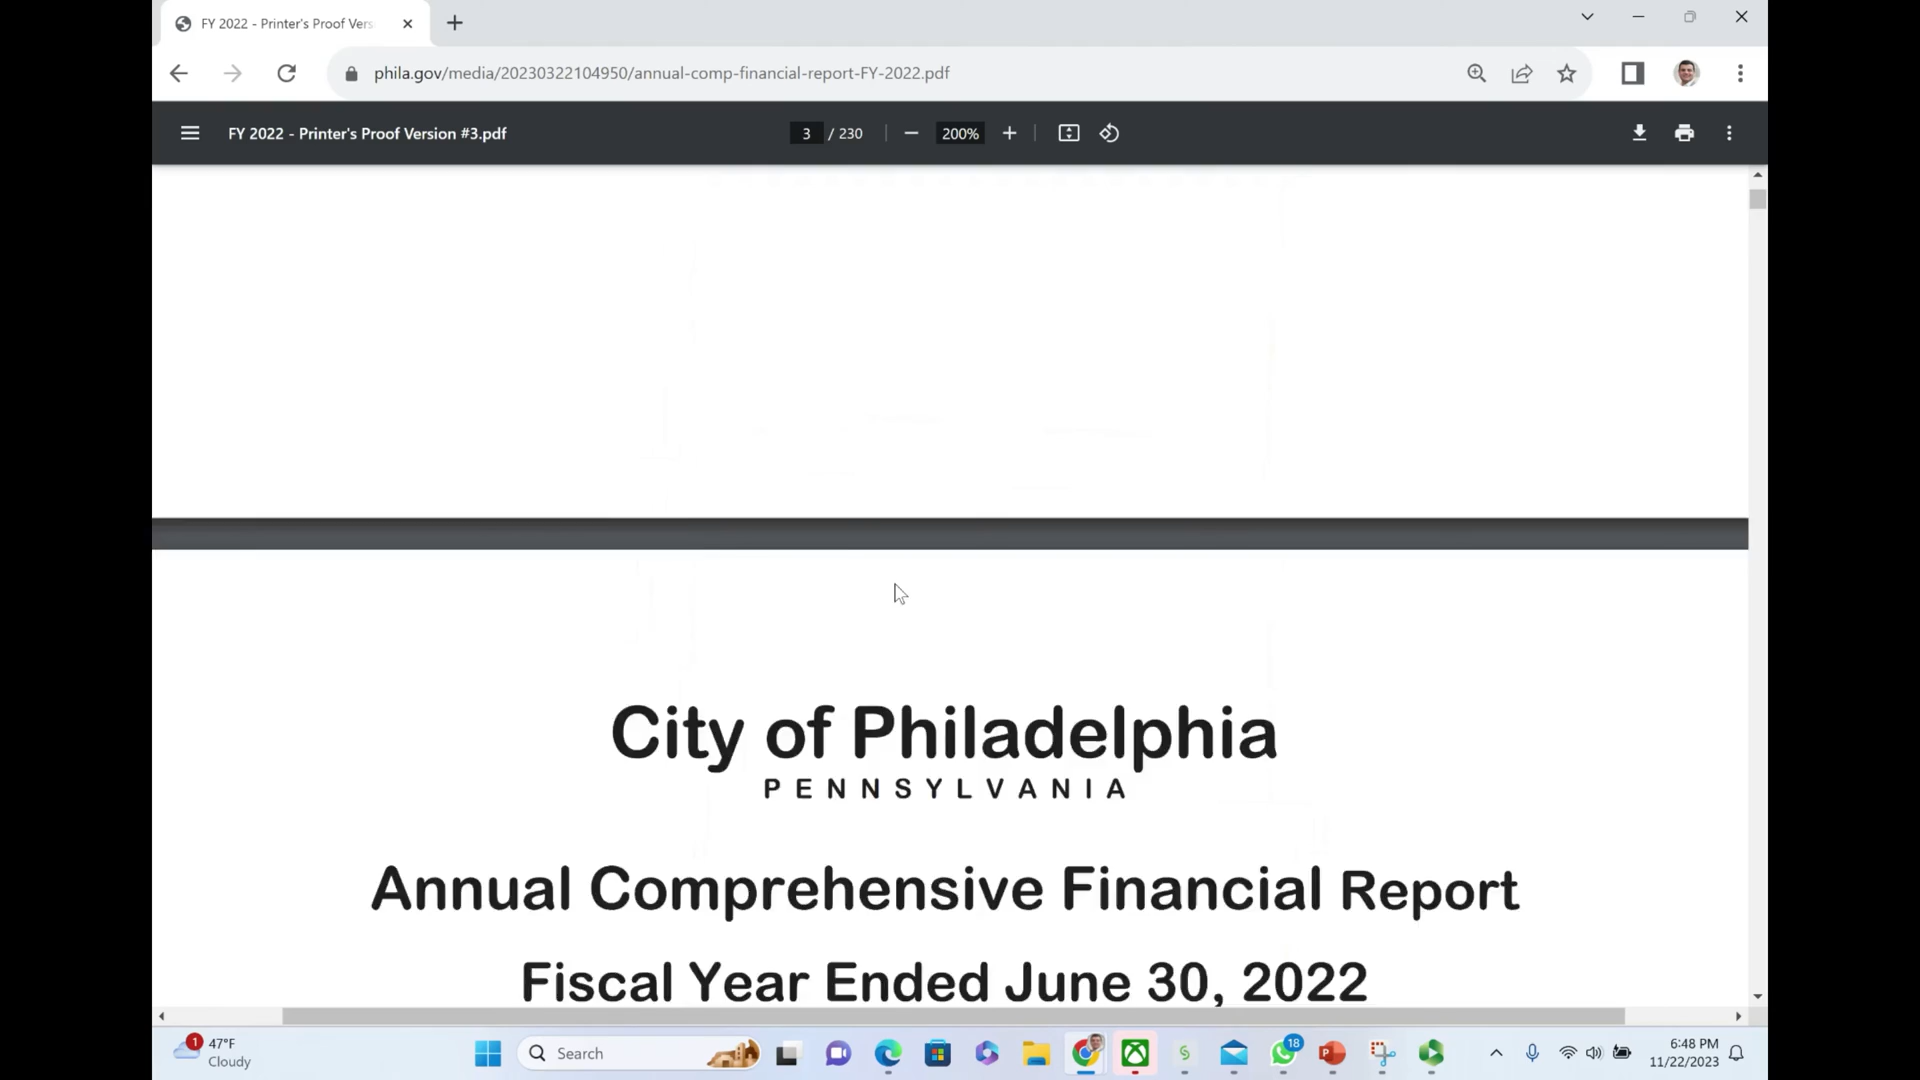 FY 2022 - Printer's Proof Vers
phila.gov/media/20230322104950/annual-comp-financial-report-FY-2022.pdf
FY 2022 - Printer's Proof Version #3.pdf
3 / 230
200%
City of Philadelphia
PENNSYLVANIA
Annual Comprehensive Financial Report
Fiscal Year Ended June 30, 2022
1
47°F
Cloudy
Search
18
6:48 PM
11/22/2023